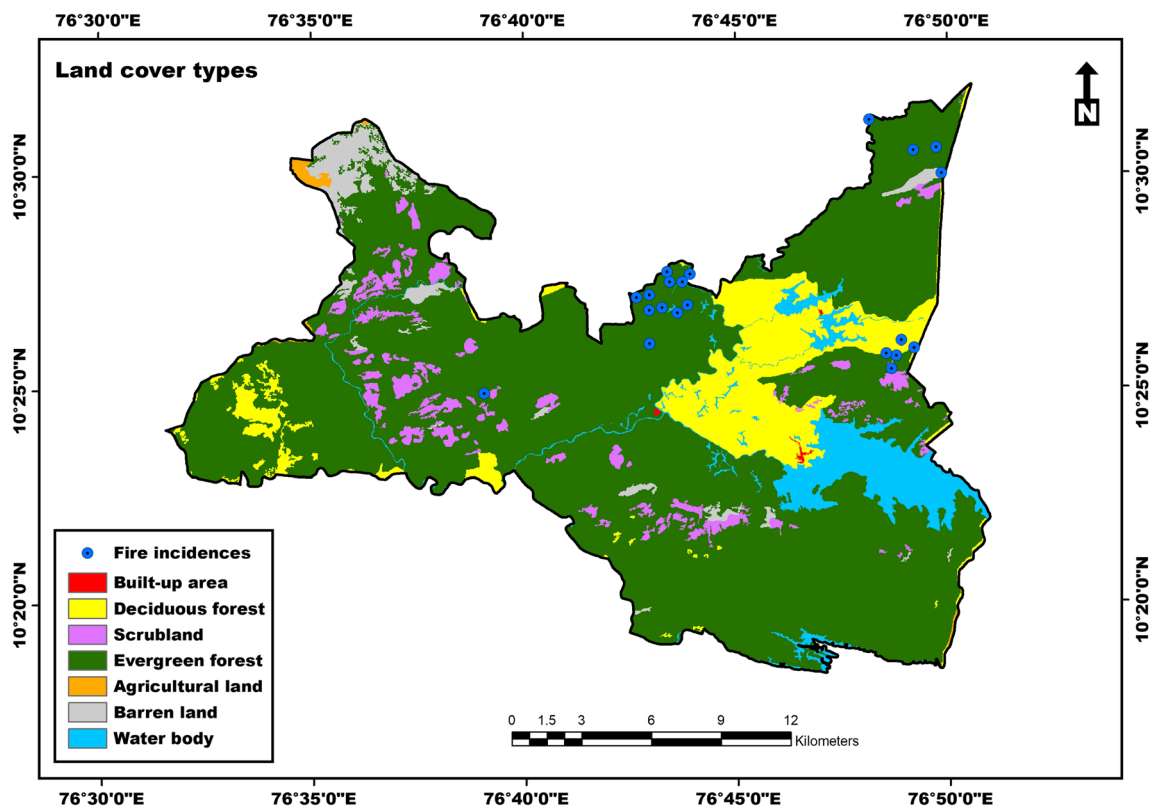 76°30'0"E 76°35'0"E 76°40'0"E 76°45'0"E 76°50'0"E
Land cover types
N
10°30'0"N 10°30'0"N
10°25'0"N 10°25'0"N
10°20'0"N 10°20'0"N
Fire incidences
Built-up area
Deciduous forest
Scrubland
Evergreen forest
Agricultural land
Barren land
Water body
0 1.5 3 6 9 12
Kilometers
76°30'0"E 76°35'0"E 76°40'0"E 76°45'0"E 76°50'0"E